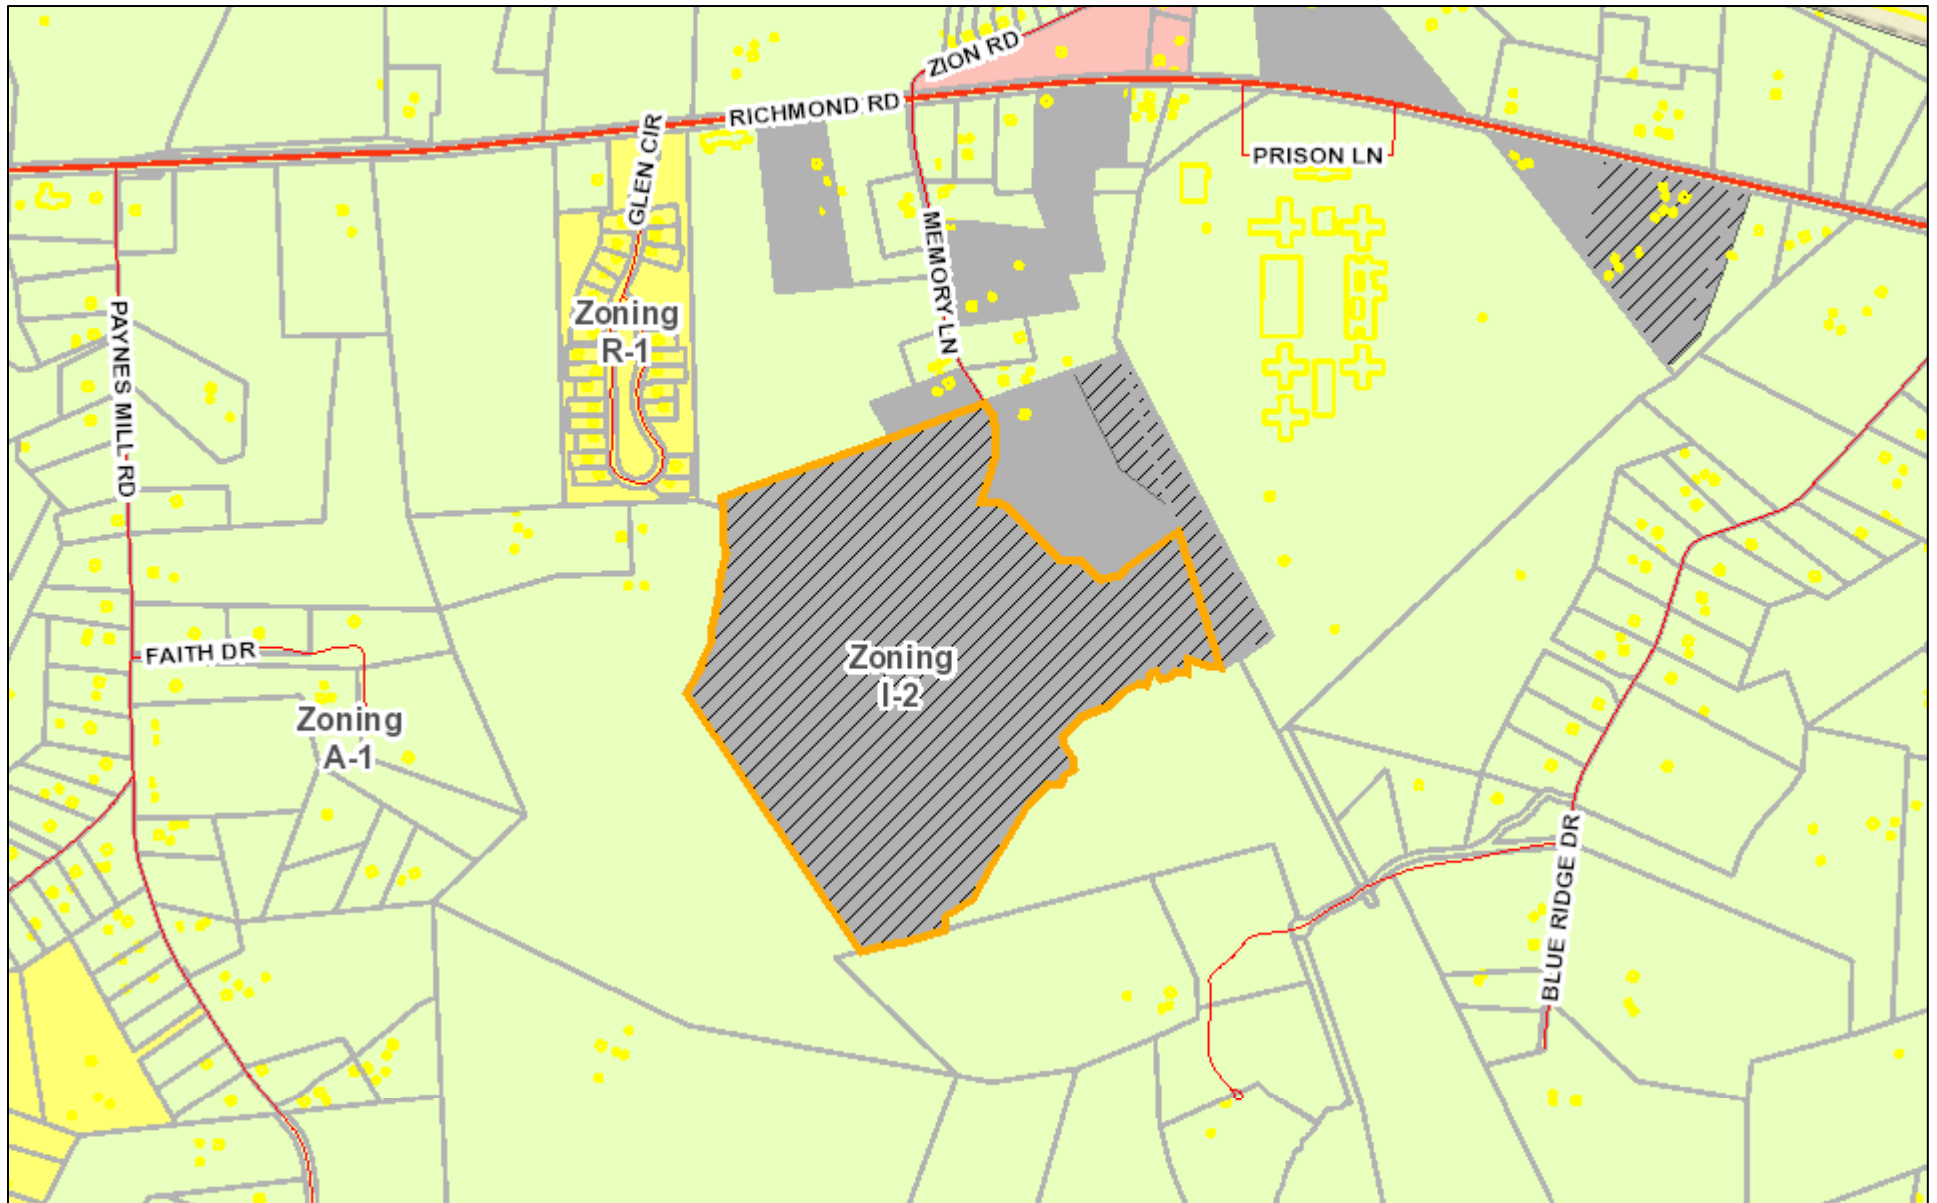 ZION RD
RICHMOND RD
GLEN CIR
PRISON LN
MEMORY LN
PAYNES MILL RD
Zoning
R-1
FAITH DR
Zoning
I-2
Zoning
A-1
BLUE RIDGE DR